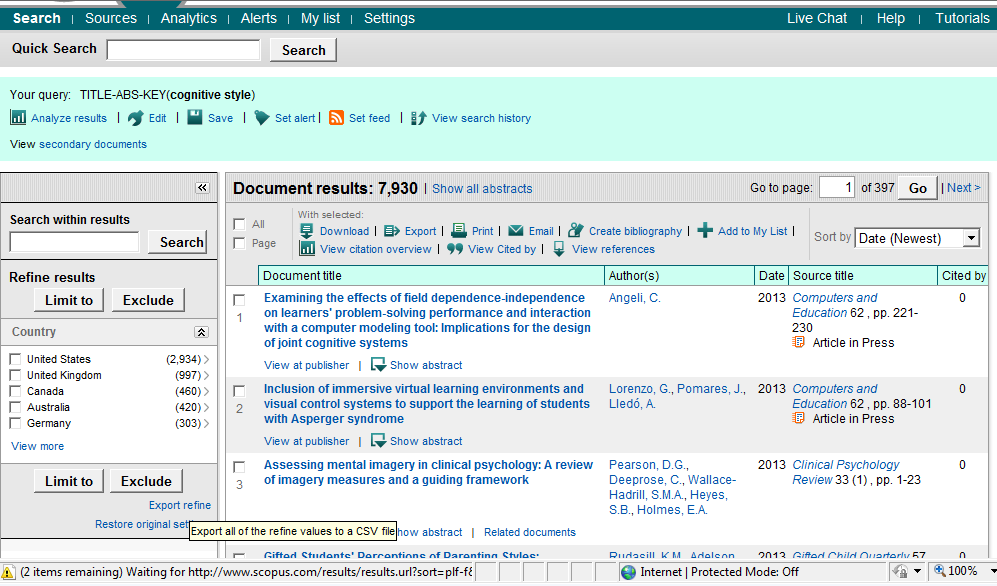 Search | Sources | Analytics | Alerts | My list | Settings
Live Chat | Help | Tutorials
Quick Search
Search
Your query: TITLE-ABS-KEY(cognitive style)
Analyze results | Edit | Save | Set alert | Set feed | View search history
View secondary documents
«
Search within results
Search
Refine results
Limit to
Exclude
Country
United States (2,934)
United Kingdom (997)
Canada (460)
Australia (420)
Germany (303)
View more
Limit to
Exclude
Export refine
Restore original
Export all of the refine values to a CSV file
Document results: 7,930 | Show all abstracts
Go to page: 1 of 397 Go | Next >
All
Page
With selected:
Download | Export | Print | Email | Create bibliography | Add to My List |
View citation overview | View Cited by | View references
Sort by Date (Newest)
Document title Author(s) Date Source title Cited by
1
Examining the effects of field dependence-independence
on learners' problem-solving performance and interaction
with a computer modeling tool: Implications for the design
of joint cognitive systems
Angeli, C.
2013
Computers and
Education 62 , pp. 221-
230
Article in Press
0
View at publisher | Show abstract
2
Inclusion of immersive virtual learning environments and
visual control systems to support the learning of students
with Asperger syndrome
Lorenzo, G., Pomares, J.,
Lledó, A.
2013
Computers and
Education 62 , pp. 88-101
Article in Press
0
View at publisher | Show abstract
3
Assessing mental imagery in clinical psychology: A review
of imagery measures and a guiding framework
Pearson, D.G.,
Deeprose, C., Wallace-
Hadrill, S.M.A., Heyes,
S.B., Holmes, E.A.
2013
Clinical Psychology
Review 33 (1) , pp. 1-23
0
how abstract | Related documents
Gifted Students' Perceptions of Parenting Styles:
Rudasill, K.M., Adelson,
2013
Gifted Child Quarterly 57
0
(2 items remaining) Waiting for http://www.scopus.com/results/results.url?sort=plf-f&
Internet | Protected Mode: Off
100%